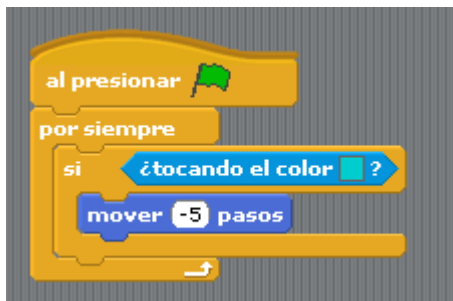 al presionar
por siempre
si ¿tocando el color ?
mover -5 pasos